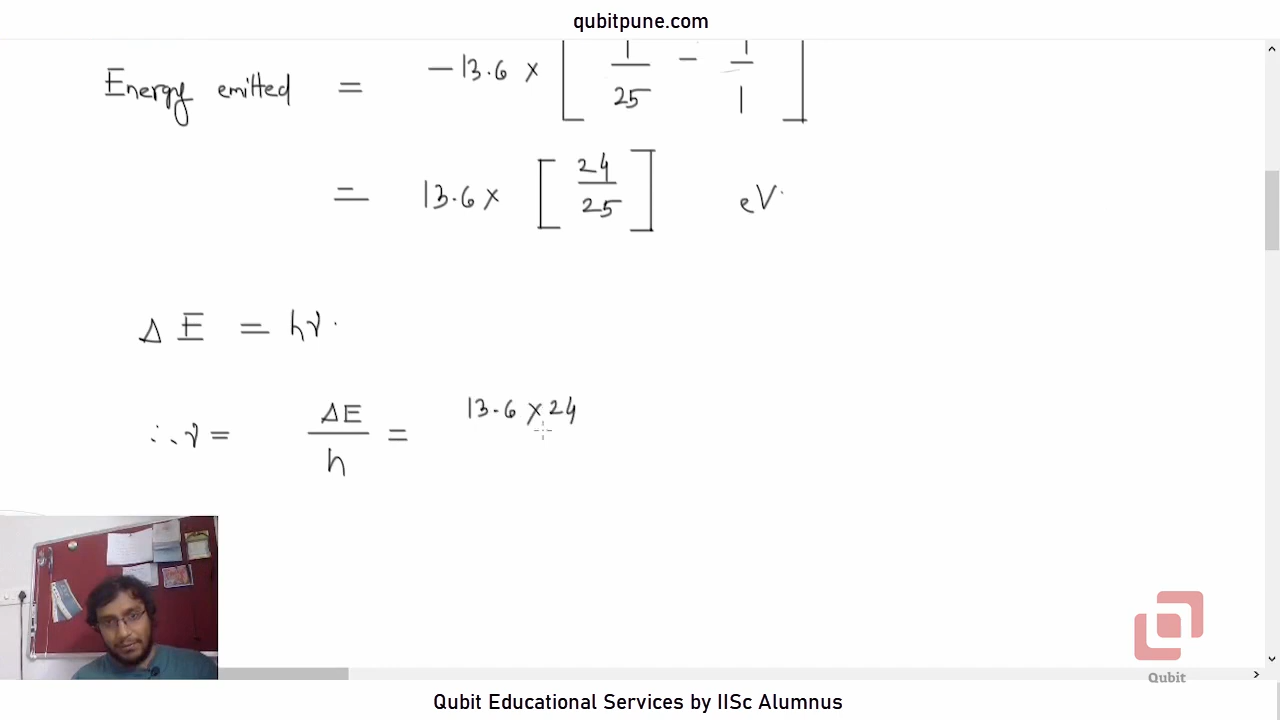 qubitpune.com
Energy emitted = -13.6 × [ 1/25 - 1/1 ]
= 13.6 × [ 24/25 ] eV.
Δ E = hν.
∴ ν = ΔE/h = 13.6 × 24
Qubit
Qubit Educational Services by IISc Alumnus